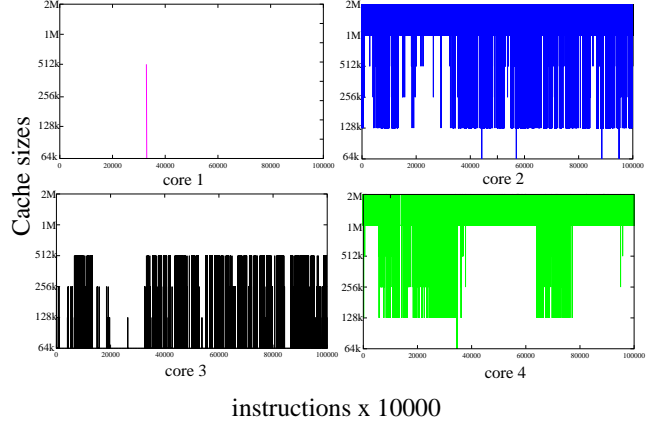 2M
1M
512k
256k
128k
64k
0 20000 40000 60000 80000 100000
core 1
2M
1M
512k
256k
128k
64k
0 20000 40000 60000 80000 100000
core 2
Cache sizes
2M
1M
512k
256k
128k
64k
0 20000 40000 60000 80000 100000
core 3
2M
1M
512k
256k
128k
64k
0 20000 40000 60000 80000 100000
core 4
instructions x 10000